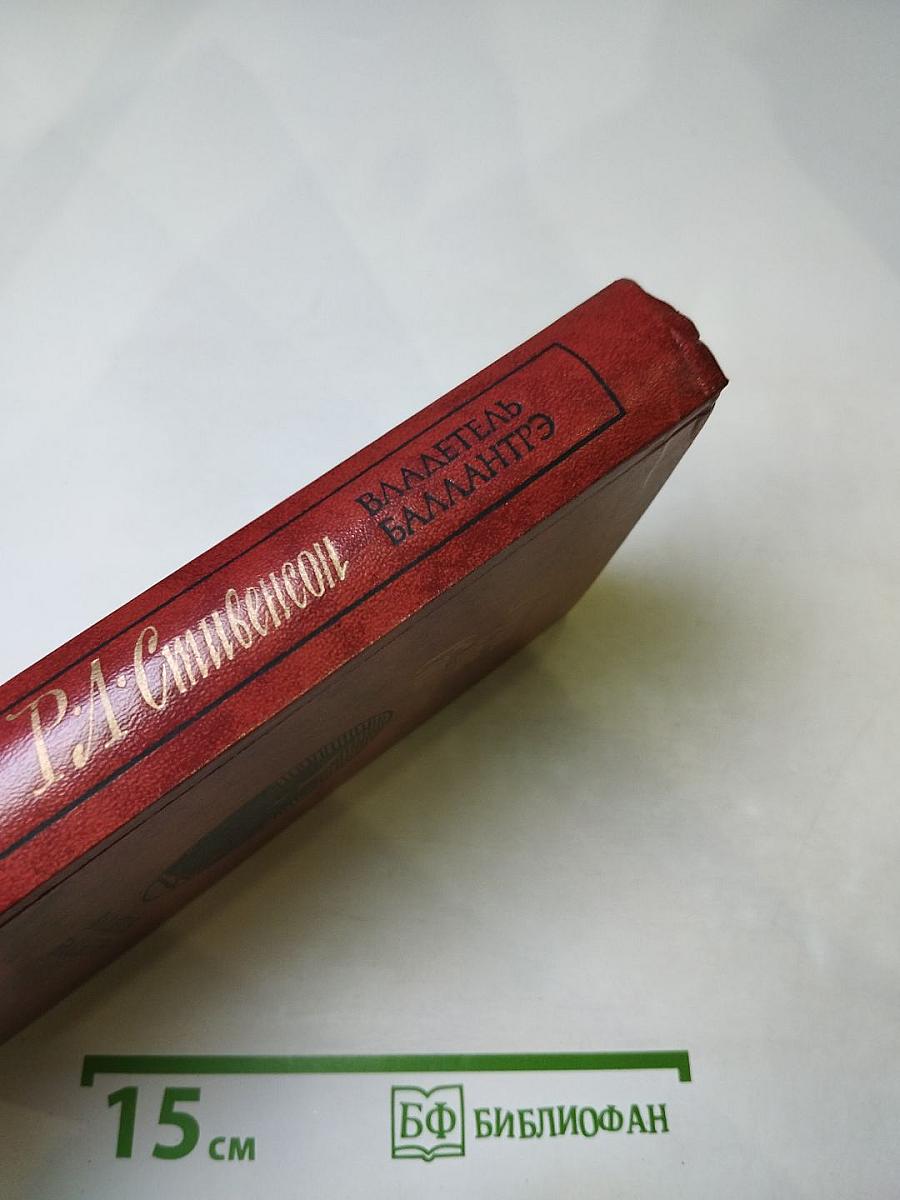 Р·Л·Стивенсон
ВЛАДЕТЕЛЬ
БАЛЛАНТРЭ
15 см
БФ БИБЛИОФАН